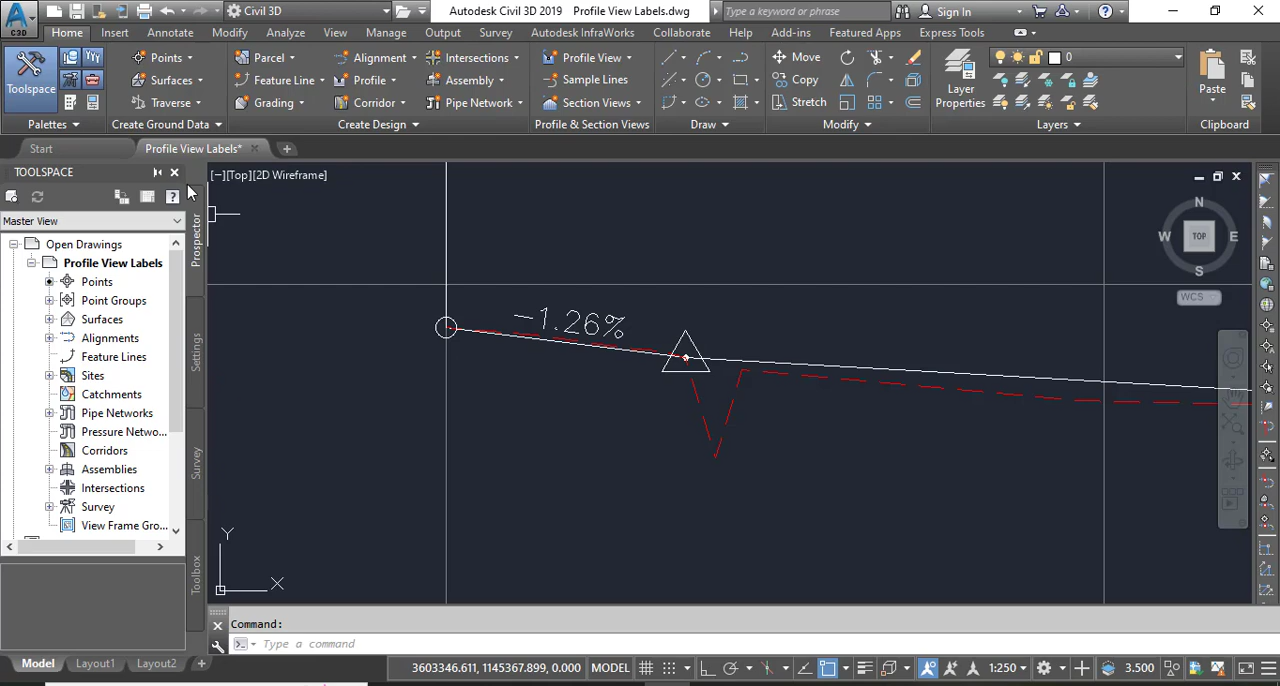 C3D
Civil 3D
Autodesk Civil 3D 2019 Profile View Labels.dwg
Type a keyword or phrase
Sign In
Home Insert Annotate Modify Analyze View Manage Output Survey Autodesk InfraWorks Collaborate Help Add-ins Featured Apps Express Tools
Toolspace
Points
Surfaces
Traverse
Parcel
Feature Line
Grading
Alignment
Profile
Corridor
Intersections
Assembly
Pipe Network
Profile View
Sample Lines
Section Views
Move
Copy
Stretch
Layer
Properties
0
Paste
Palettes Create Ground Data Create Design Profile & Section Views Draw Modify Layers Clipboard
Start Profile View Labels*
TOOLSPACE
Master View
Open Drawings
Profile View Labels
Points
Point Groups
Surfaces
Alignments
Feature Lines
Sites
Catchments
Pipe Networks
Pressure Netwo...
Corridors
Assemblies
Intersections
Survey
View Frame Gro...
Prospector
Settings
Survey
Toolbox
[−][Top][2D Wireframe]
−1.26%
N
W TOP E
S
WCS
Y
X
Command:
Type a command
Model Layout1 Layout2
3603346.611, 1145367.899, 0.000 MODEL 1:250 3.500